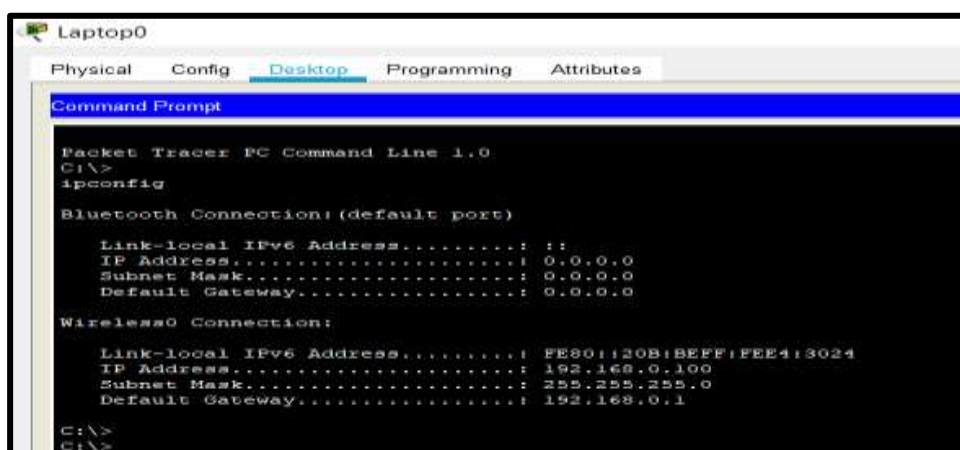 Laptop0
Physical Config Desktop Programming Attributes
Command Prompt
Packet Tracer PC Command Line 1.0
C:\>
ipconfig
Bluetooth Connection:(default port)
Link-local IPv6 Address.........: ::
IP Address......................: 0.0.0.0
Subnet Mask.....................: 0.0.0.0
Default Gateway.................: 0.0.0.0
Wireless0 Connection:
Link-local IPv6 Address.........: FE80::20B:BEFF:FEE4:3024
IP Address......................: 192.168.0.100
Subnet Mask.....................: 255.255.255.0
Default Gateway.................: 192.168.0.1
C:\>
C:\>